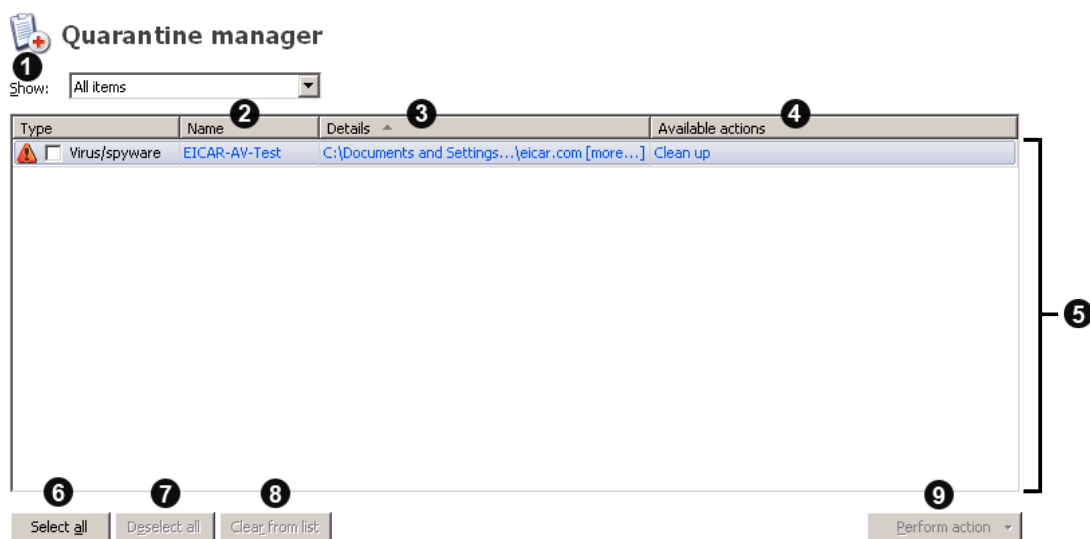 Quarantine manager
1
Show: All items
2 3 4
Type Name Details Available actions
Virus/spyware EICAR-AV-Test C:\Documents and Settings...\eicar.com [more...] Clean up
5
6 7 8 9
Select all Deselect all Clear from list Perform action